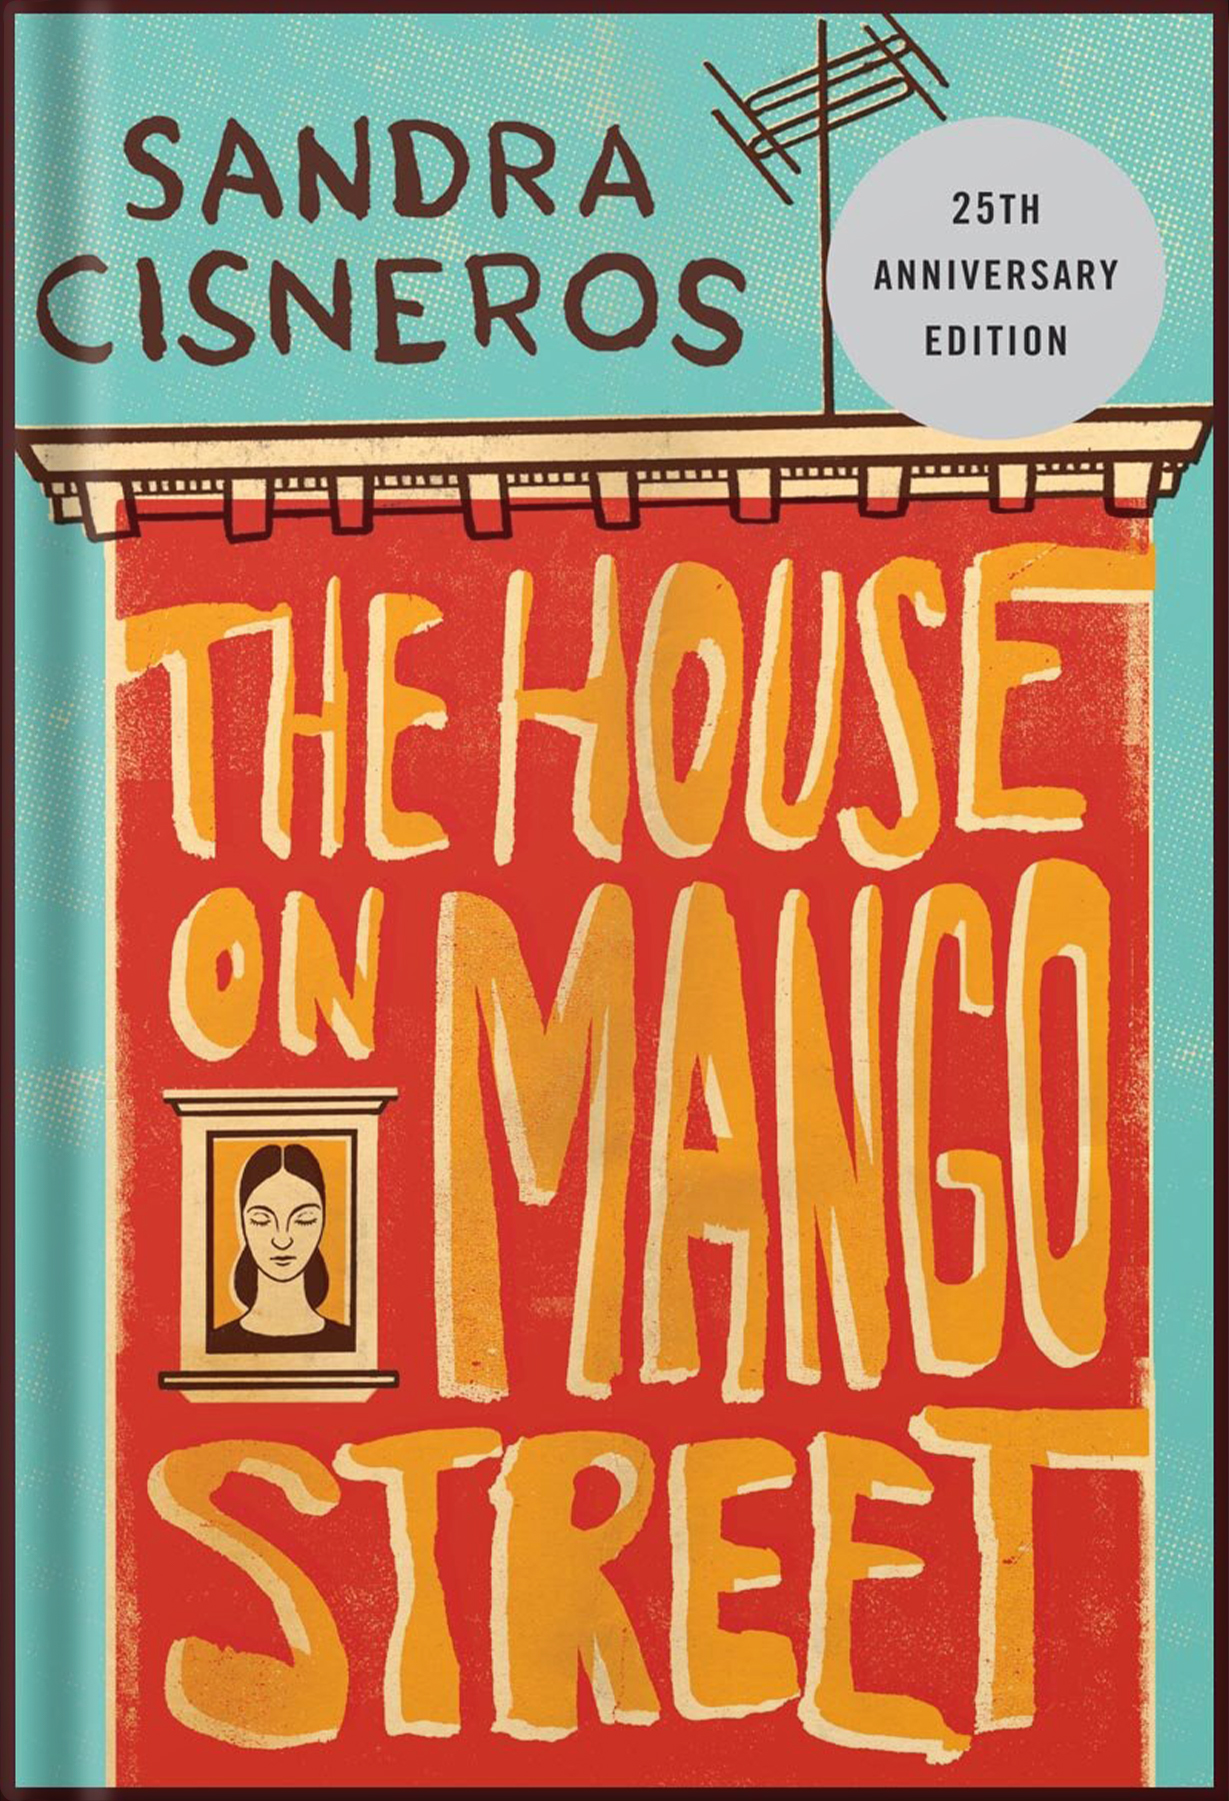 SANDRA
CISNEROS
25TH
ANNIVERSARY
EDITION
THE HOUSE
ON MANGO
STREET